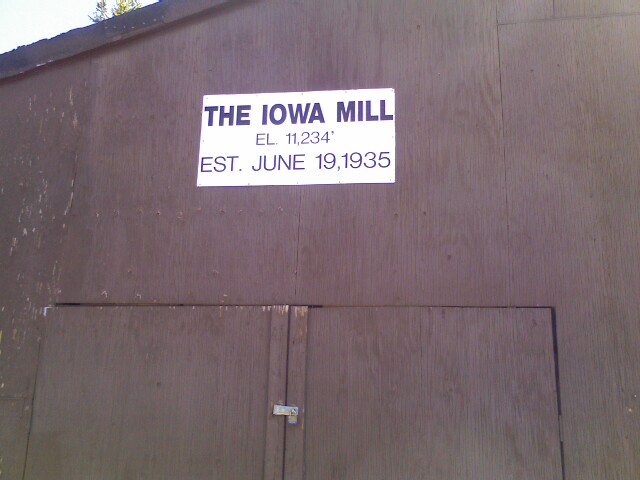 THE IOWA MILL
EL. 11,234'
EST. JUNE 19,1935